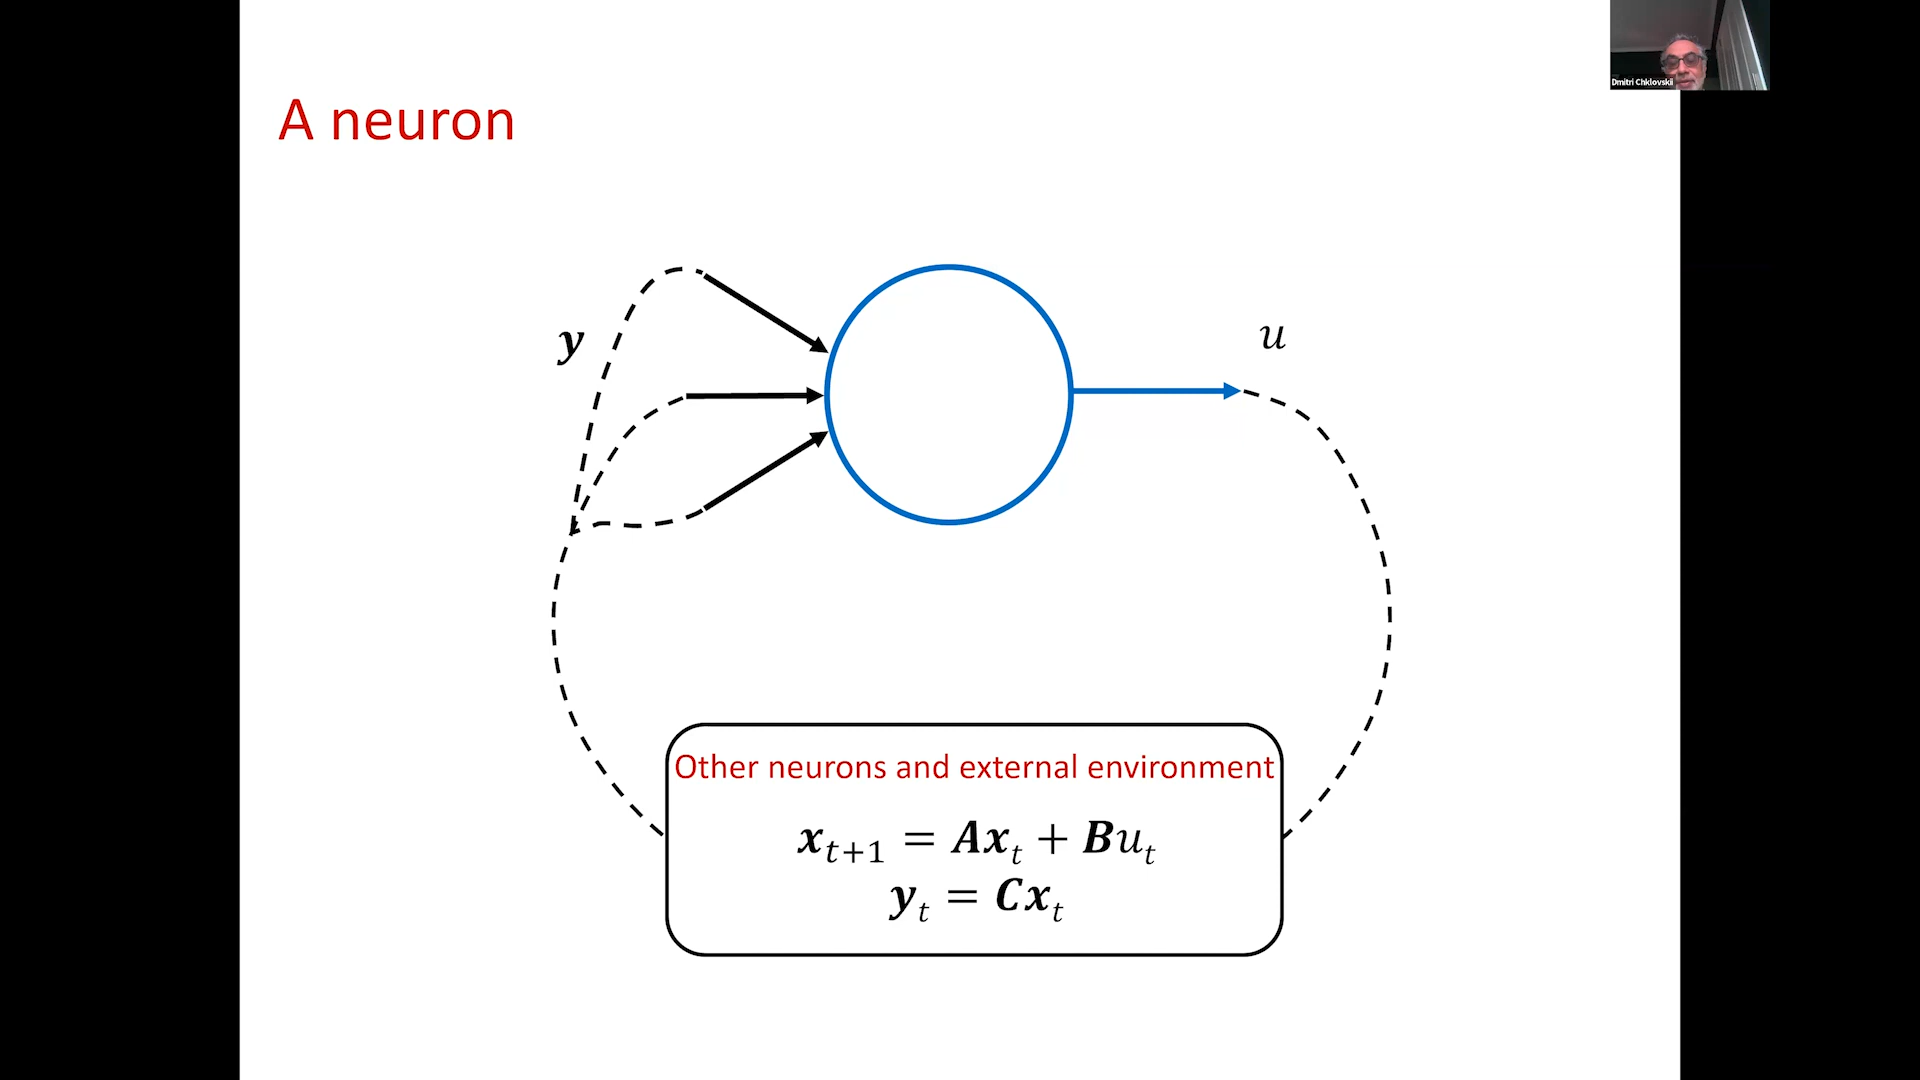 Dmitri Chklovskii
A neuron
y
u
Other neurons and external environment
x_{t+1} = Ax_t + Bu_t
y_t = Cx_t